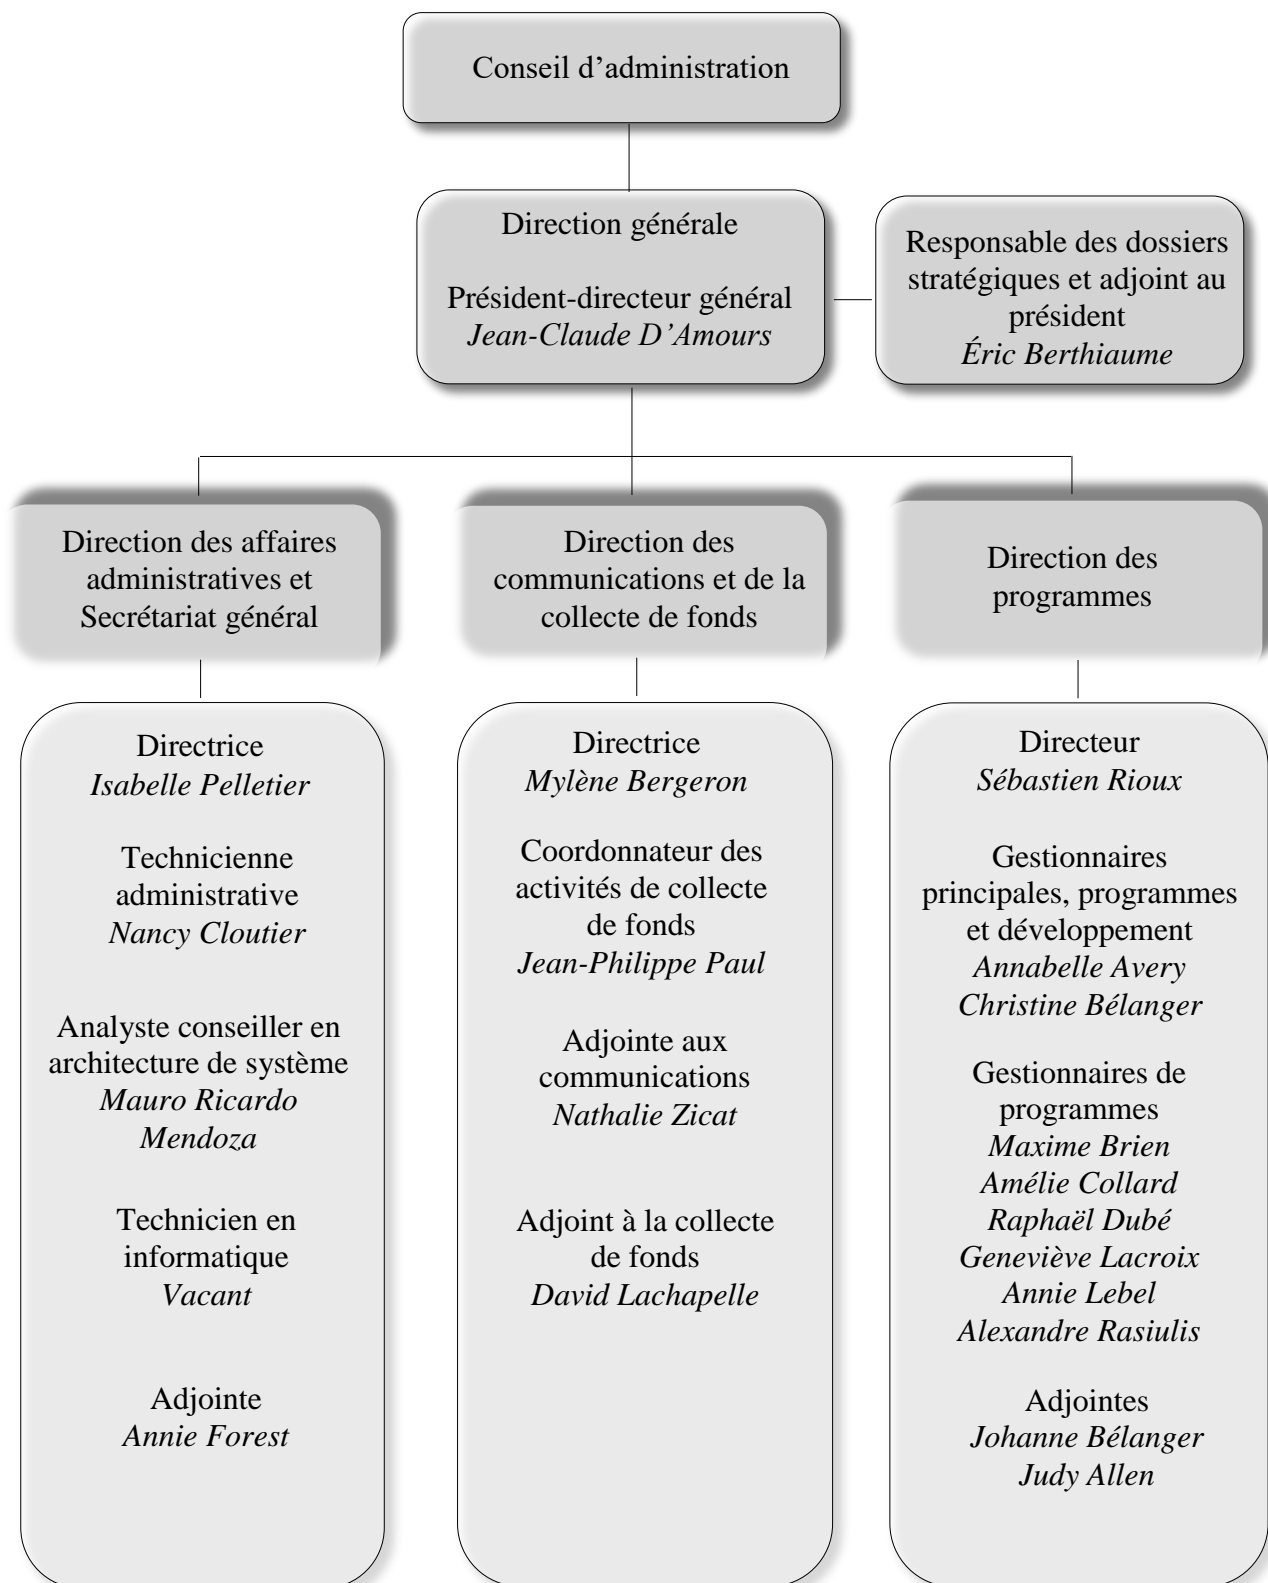 Conseil d’administration
Direction générale
Président-directeur général
Jean-Claude D’Amours
Responsable des dossiers
stratégiques et adjoint au
président
Éric Berthiaume
Direction des affaires
administratives et
Secrétariat général
Direction des
communications et de la
collecte de fonds
Direction des
programmes
Directrice
Isabelle Pelletier
Technicienne
administrative
Nancy Cloutier
Analyste conseiller en
architecture de système
Mauro Ricardo
Mendoza
Technicien en
informatique
Vacant
Adjointe
Annie Forest
Directrice
Mylène Bergeron
Coordonnateur des
activités de collecte
de fonds
Jean-Philippe Paul
Adjointe aux
communications
Nathalie Zicat
Adjoint à la collecte
de fonds
David Lachapelle
Directeur
Sébastien Rioux
Gestionnaires
principales, programmes
et développement
Annabelle Avery
Christine Bélanger
Gestionnaires de
programmes
Maxime Brien
Amélie Collard
Raphaël Dubé
Geneviève Lacroix
Annie Lebel
Alexandre Rasiulis
Adjointes
Johanne Bélanger
Judy Allen